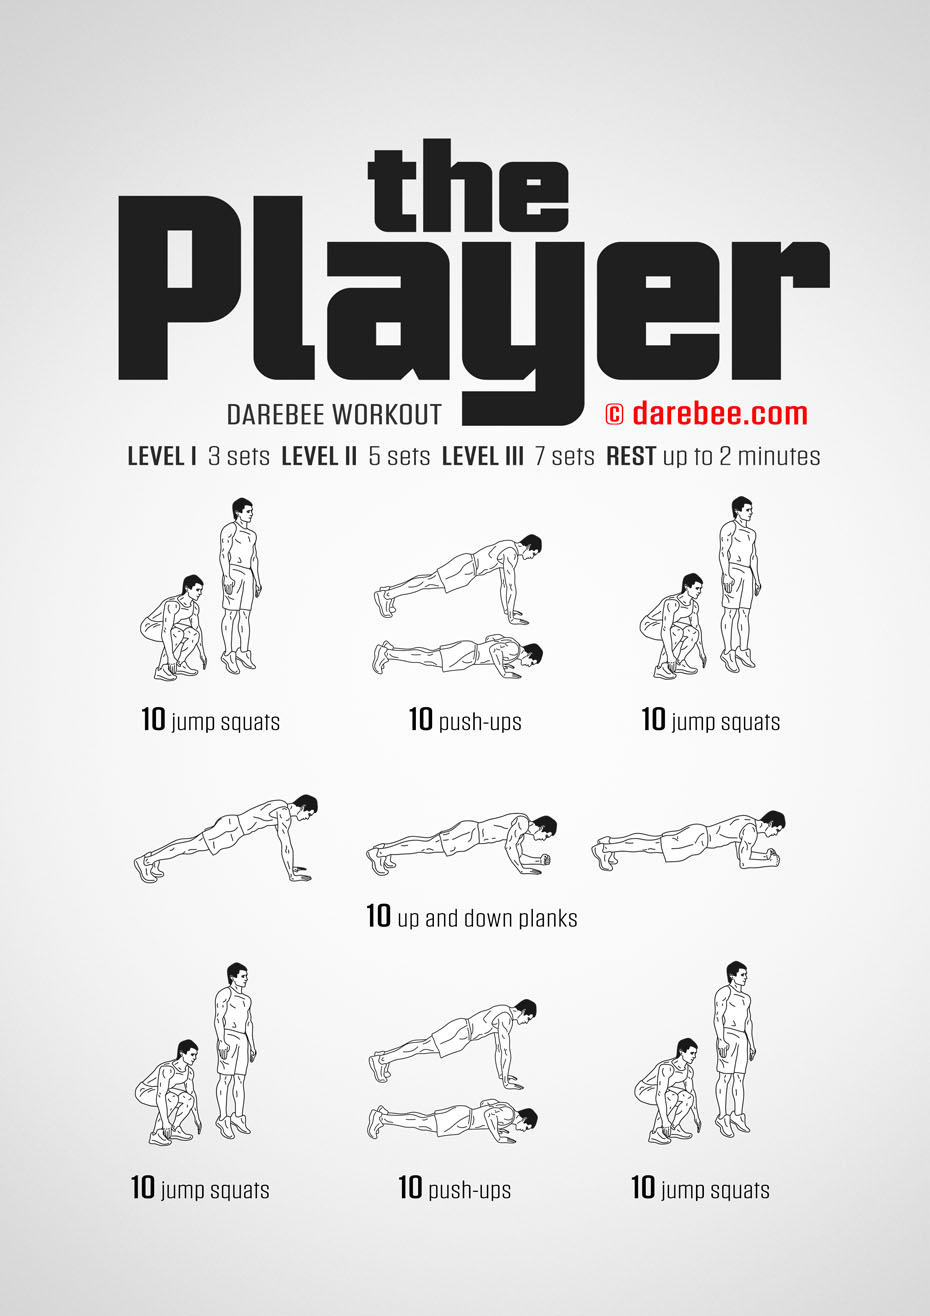 the
Player
DAREBEE WORKOUT © darebee.com
LEVEL I 3 sets LEVEL II 5 sets LEVEL III 7 sets REST up to 2 minutes
10 jump squats 10 push-ups 10 jump squats
10 up and down planks
10 jump squats 10 push-ups 10 jump squats